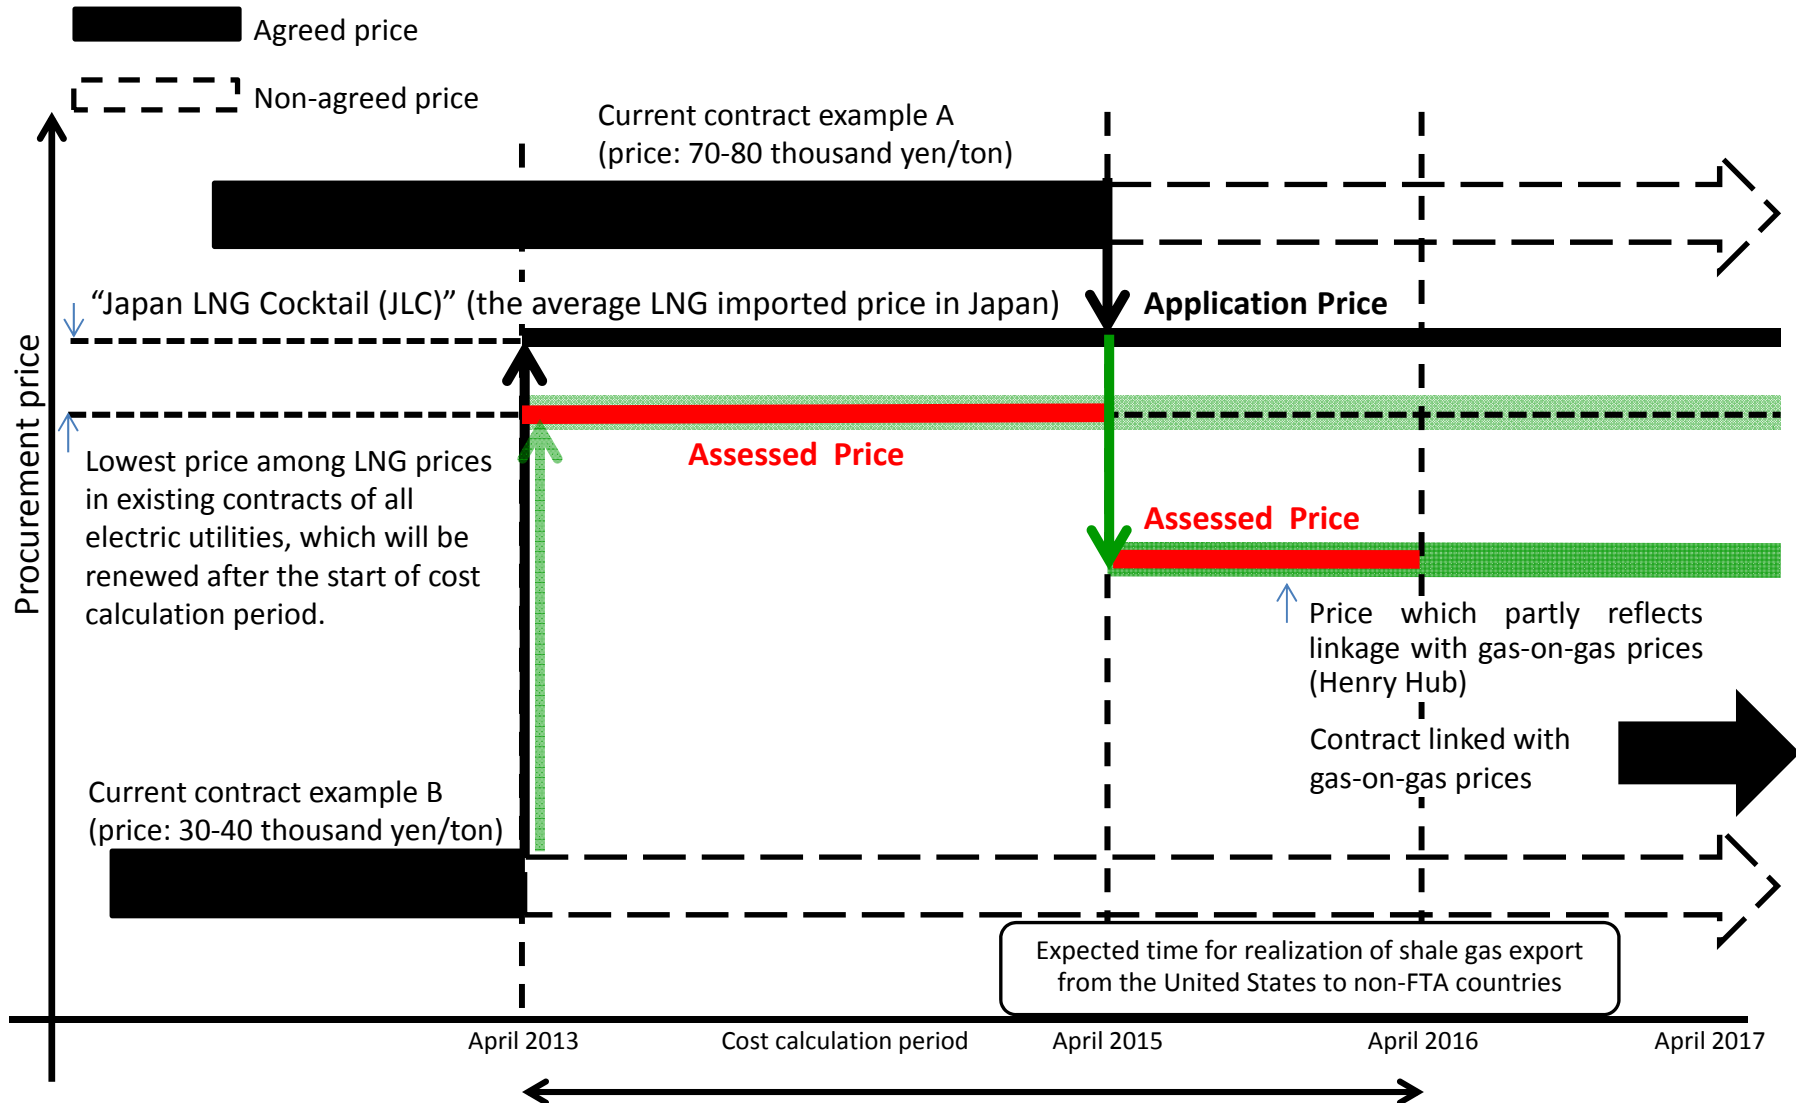 Agreed price
Non-agreed price
Current contract example A
(price: 70-80 thousand yen/ton)
“Japan LNG Cocktail (JLC)” (the average LNG imported price in Japan)
Application Price
Procurement price
Assessed Price
Lowest price among LNG prices
in existing contracts of all
electric utilities, which will be
renewed after the start of cost
calculation period.
Assessed Price
Price which partly reflects
linkage with gas-on-gas prices
(Henry Hub)
Contract linked with
gas-on-gas prices
Current contract example B
(price: 30-40 thousand yen/ton)
Expected time for realization of shale gas export
from the United States to non-FTA countries
April 2013
Cost calculation period
April 2015
April 2016
April 2017